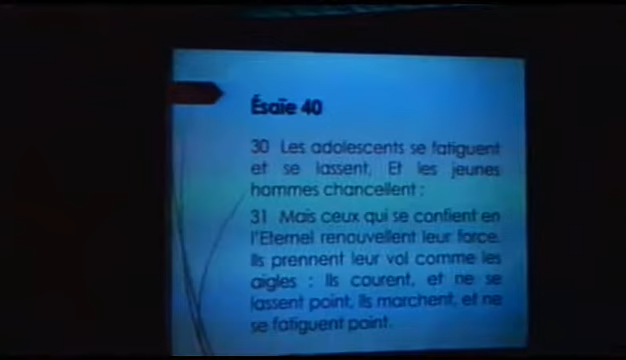 Ésaïe 40
30 Les adolescents se fatiguent
et se lassent, Et les jeunes
hommes chancellent ;
31 Mais ceux qui se confient en
l'Eternel renouvellent leur force.
Ils prennent leur vol comme les
aigles : Ils courent, et ne se
lassent point, Ils marchent, et ne
se fatiguent point.